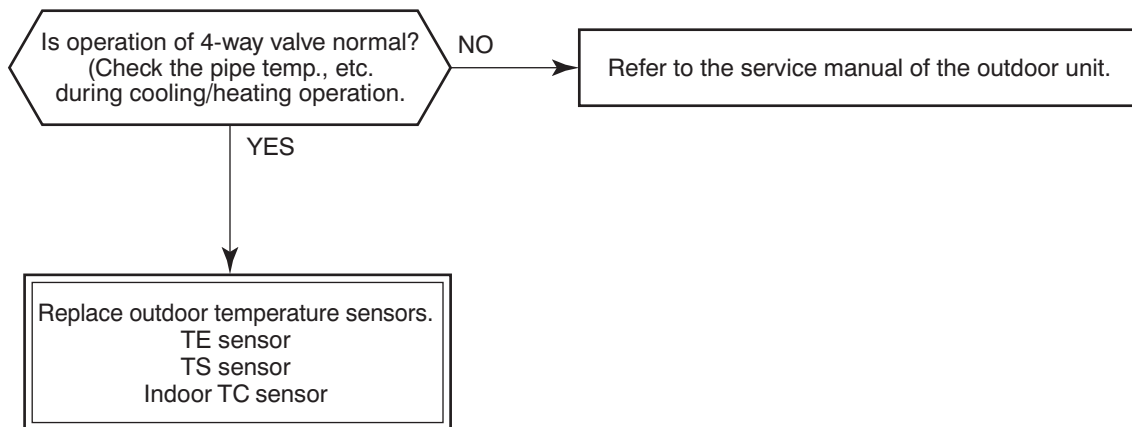 Is operation of 4-way valve normal?
(Check the pipe temp., etc.
during cooling/heating operation.
NO
Refer to the service manual of the outdoor unit.
YES
Replace outdoor temperature sensors.
TE sensor
TS sensor
Indoor TC sensor